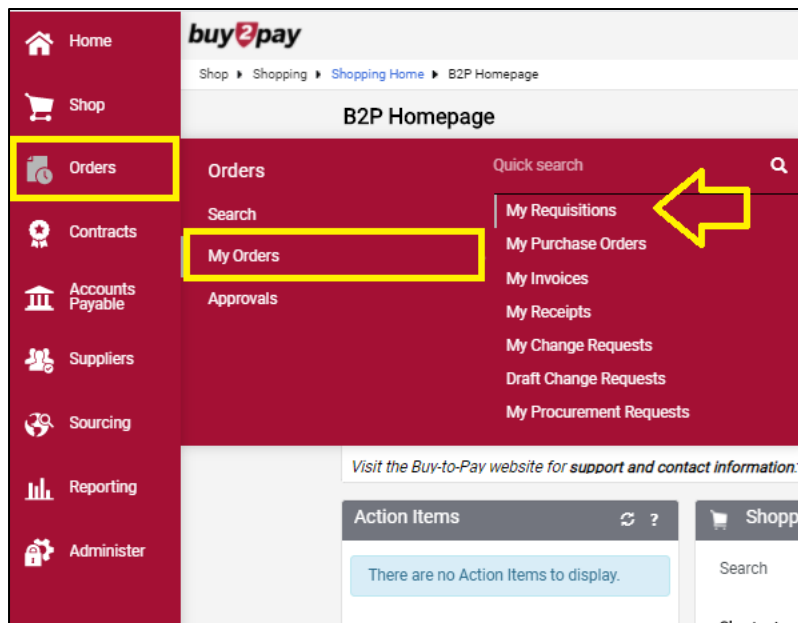 Home
Shop
Orders
Contracts
Accounts
Payable
Suppliers
Sourcing
Reporting
Administer
buy2pay
Shop Shopping Shopping Home B2P Homepage
B2P Homepage
Orders
Search
My Orders
Approvals
Quick search
My Requisitions
My Purchase Orders
My Invoices
My Receipts
My Change Requests
Draft Change Requests
My Procurement Requests
Visit the Buy-to-Pay website for support and contact information:
Action Items ?
There are no Action Items to display.
Shopp
Search